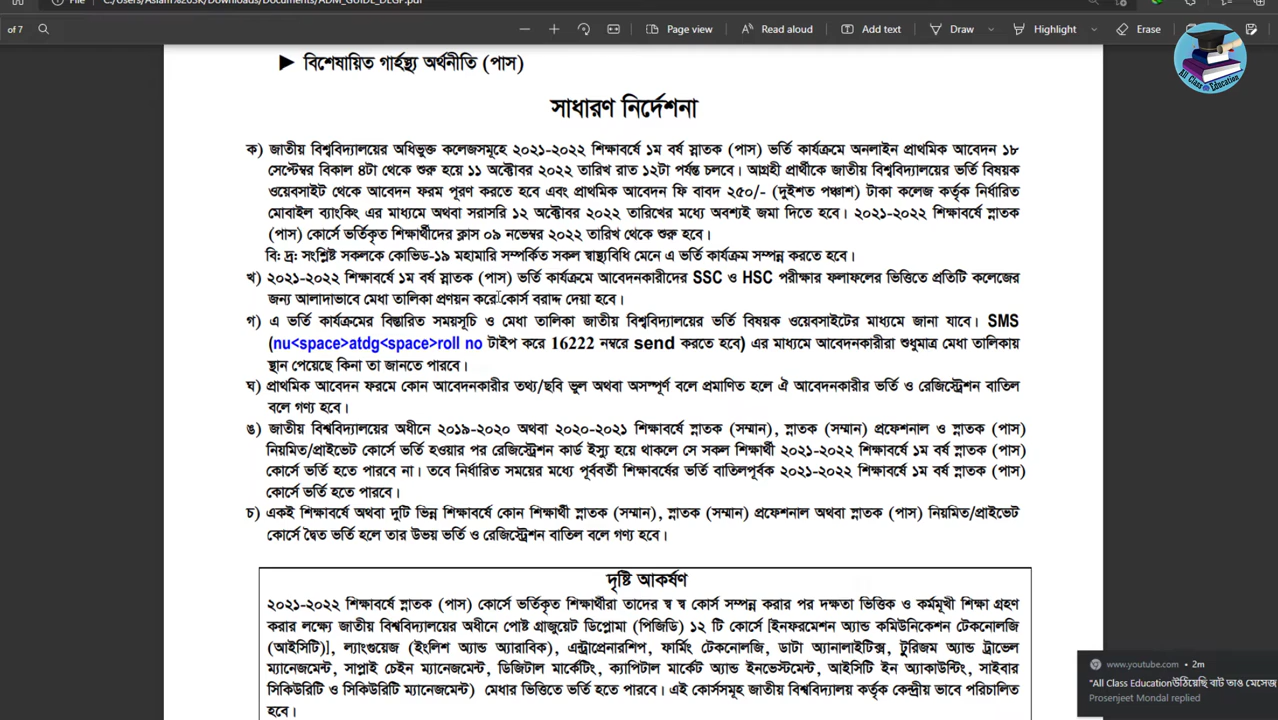 File
C:/Users/Aslam%20Sk/Downloads/Documents/ADM_GUIDE_DEGP.pdf
of 7
Page view
Read aloud
Add text
Draw
Highlight
Erase
All Class Education
▶ বিশেষায়িত গার্হস্থ্য অর্থনীতি (পাস)
সাধারণ নির্দেশনা
ক) জাতীয় বিশ্ববিদ্যালয়ের অধিভুক্ত কলেজসমূহে ২০২১-২০২২ শিক্ষাবর্ষে ১ম বর্ষ স্নাতক (পাস) ভর্তি কার্যক্রমে অনলাইন প্রাথমিক আবেদন ১৮
সেপ্টেম্বর বিকাল ৪টা থেকে শুরু হয়ে ১১ অক্টোবর ২০২২ তারিখ রাত ১২টা পর্যন্ত চলবে। আগ্রহী প্রার্থীকে জাতীয় বিশ্ববিদ্যালয়ের ভর্তি বিষয়ক
ওয়েবসাইট থেকে আবেদন ফরম পূরণ করতে হবে এবং প্রাথমিক আবেদন ফি বাবদ ২৫০/- (দুইশত পঞ্চাশ) টাকা কলেজ কর্তৃক নির্ধারিত
মোবাইল ব্যাংকিং এর মাধ্যমে অথবা সরাসরি ১২ অক্টোবর ২০২২ তারিখের মধ্যে অবশ্যই জমা দিতে হবে। ২০২১-২০২২ শিক্ষাবর্ষে স্নাতক
(পাস) কোর্সে ভর্তিকৃত শিক্ষার্থীদের ক্লাস ০৯ নভেম্বর ২০২২ তারিখ থেকে শুরু হবে।
বি: দ্র: সংশ্লিষ্ট সকলকে কোভিড-১৯ মহামারি সম্পর্কিত সকল স্বাস্থ্যবিধি মেনে এ ভর্তি কার্যক্রম সম্পন্ন করতে হবে।
খ) ২০২১-২০২২ শিক্ষাবর্ষে ১ম বর্ষ স্নাতক (পাস) ভর্তি কার্যক্রমে আবেদনকারীদের SSC ও HSC পরীক্ষার ফলাফলের ভিত্তিতে প্রতিটি কলেজের
জন্য আলাদাভাবে মেধা তালিকা প্রণয়ন করে কোর্স বরাদ্দ দেয়া হবে।
গ) এ ভর্তি কার্যক্রমের বিস্তারিত সময়সূচি ও মেধা তালিকা জাতীয় বিশ্ববিদ্যালয়ের ভর্তি বিষয়ক ওয়েবসাইটের মাধ্যমে জানা যাবে। SMS
(nu<space>atdg<space>roll no টাইপ করে 16222 নম্বরে send করতে হবে) এর মাধ্যমে আবেদনকারীরা শুধুমাত্র মেধা তালিকায়
স্থান পেয়েছে কিনা তা জানতে পারবে।
ঘ) প্রাথমিক আবেদন ফরমে কোন আবেদনকারীর তথ্য/ছবি ভুল অথবা অসম্পূর্ণ বলে প্রমাণিত হলে ঐ আবেদনকারীর ভর্তি ও রেজিস্ট্রেশন বাতিল
বলে গণ্য হবে।
ঙ) জাতীয় বিশ্ববিদ্যালয়ের অধীনে ২০১৯-২০২০ অথবা ২০২০-২০২১ শিক্ষাবর্ষে স্নাতক (সম্মান), স্নাতক (সম্মান) প্রফেশনাল ও স্নাতক (পাস)
নিয়মিত/প্রাইভেট কোর্সে ভর্তি হওয়ার পর রেজিস্ট্রেশন কার্ড ইস্যু হয়ে থাকলে সে সকল শিক্ষার্থী ২০২১-২০২২ শিক্ষাবর্ষে ১ম বর্ষ স্নাতক (পাস)
কোর্সে ভর্তি হতে পারবে না। তবে নির্ধারিত সময়ের মধ্যে পূর্ববর্তী শিক্ষাবর্ষের ভর্তি বাতিলপূর্বক ২০২১-২০২২ শিক্ষাবর্ষে ১ম বর্ষ স্নাতক (পাস)
কোর্সে ভর্তি হতে পারবে।
চ) একই শিক্ষাবর্ষে অথবা দুটি ভিন্ন শিক্ষাবর্ষে কোন শিক্ষার্থী স্নাতক (সম্মান), স্নাতক (সম্মান) প্রফেশনাল অথবা স্নাতক (পাস) নিয়মিত/প্রাইভেট
কোর্সে দ্বৈত ভর্তি হলে তার উভয় ভর্তি ও রেজিস্ট্রেশন বাতিল বলে গণ্য হবে।
দৃষ্টি আকর্ষণ
২০২১-২০২২ শিক্ষাবর্ষে স্নাতক (পাস) কোর্সে ভর্তিকৃত শিক্ষার্থীরা তাদের স্ব স্ব কোর্স সম্পন্ন করার পর দক্ষতা ভিত্তিক ও কর্মমূখী শিক্ষা গ্রহণ
করার লক্ষ্যে জাতীয় বিশ্ববিদ্যালয়ের অধীনে পোষ্ট গ্রাজুয়েট ডিপ্লোমা (পিজিডি) ১২ টি কোর্সে [ইনফরমেশন অ্যান্ড কমিউনিকেশন টেকনোলজি
(আইসিটি)], ল্যাংগুয়েজ (ইংলিশ অ্যান্ড অ্যারাবিক), এন্ট্রাপ্রেনারশিপ, ফার্মিং টেকনোলজি, ডাটা অ্যানালাইটিক্স, টুরিজম অ্যান্ড ট্রাভেল
ম্যানেজমেন্ট, সাপ্লাই চেইন ম্যানেজমেন্ট, ডিজিটাল মার্কেটিং, ক্যাপিটাল মার্কেট অ্যান্ড ইনভেস্টমেন্ট, আইসিটি ইন অ্যাকাউন্টিং, সাইবার
সিকিউরিটি ও সিকিউরিটি ম্যানেজমেন্ট) মেধার ভিত্তিতে ভর্তি হতে পারবে। এই কোর্সসমূহ জাতীয় বিশ্ববিদ্যালয় কর্তৃক কেন্দ্রীয় ভাবে পরিচালিত
হবে।
www.youtube.com • 2m
"All Class Educationউঠিয়েছি বাট তাও মেসেজ
Prosenjeet Mondal replied